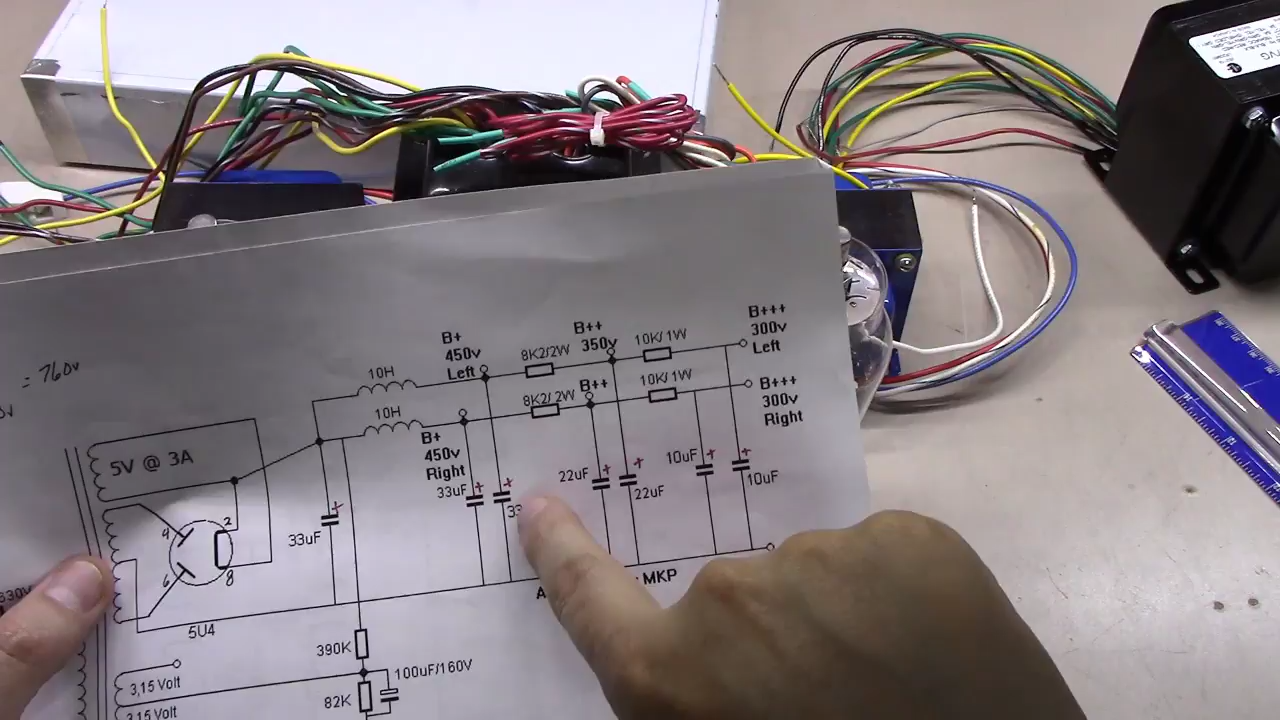 = 760v
B+
450v
Left
10H
8K2/2W
B++
350v
10K/1W
B+++
300v
Left
10H
B+
450v
Right
8K2/2W
B++
10K/1W
B+++
300v
Right
5V @ 3A
33uF
33uF
33
22uF
22uF
10uF
10uF
+
+
+
+
+
+
+
2
4
6
8
5U4
MKP
390K
100uF/160V
82K
3,15 Volt
3,15 Volt